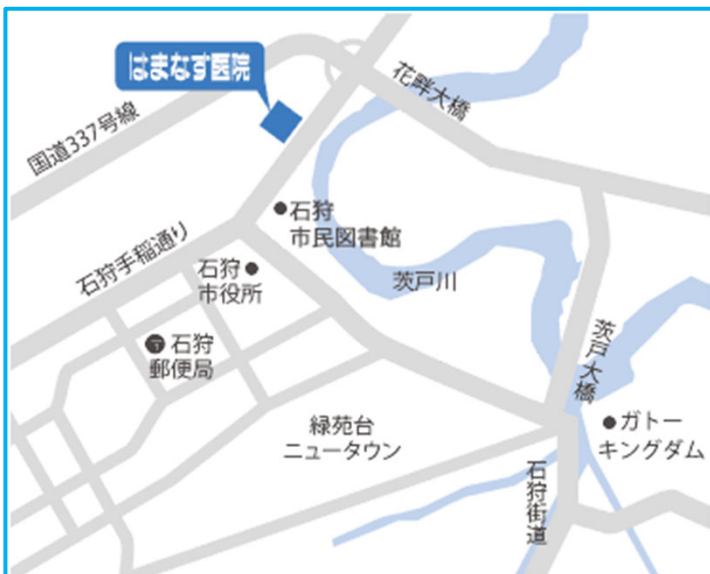 はまなす医院
花畔大橋
国道337号線
石狩
市民図書館
石狩手稲通り
石狩
市役所
茨戸川
石狩
郵便局
茨戸大橋
緑苑台
ニュータウン
ガトー
キングダム
石狩街道